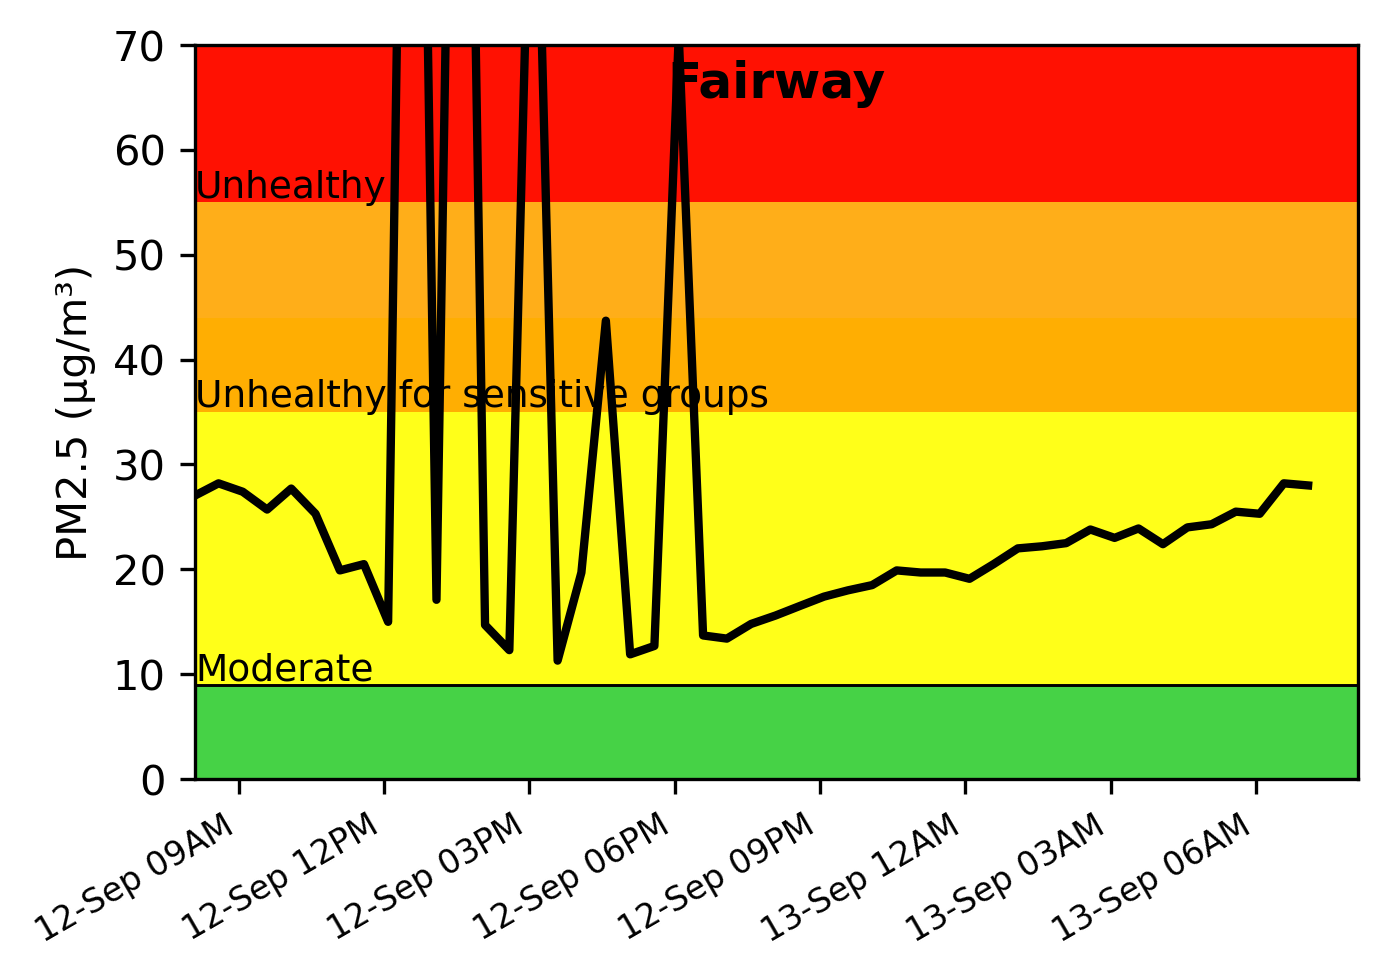 Fairway
PM2.5 (µg/m³)
70
60
50
40
30
20
10
0
Unhealthy
Unhealthy for sensitive groups
Moderate
12-Sep 09AM
12-Sep 12PM
12-Sep 03PM
12-Sep 06PM
12-Sep 09PM
13-Sep 12AM
13-Sep 03AM
13-Sep 06AM